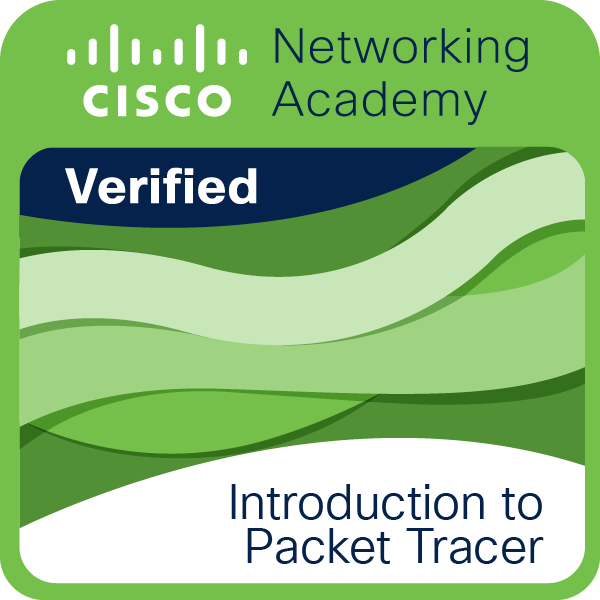 CISCO
Networking
Academy
Verified
Introduction to
Packet Tracer